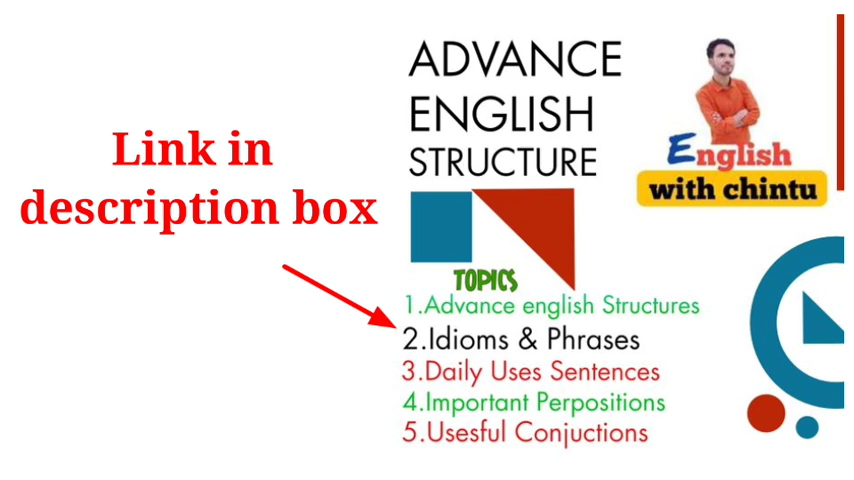 Link in
description box
ADVANCE
ENGLISH
STRUCTURE
English
with chintu
TOPICS
1.Advance english Structures
2.Idioms & Phrases
3.Daily Uses Sentences
4.Important Perpositions
5.Usesful Conjuctions